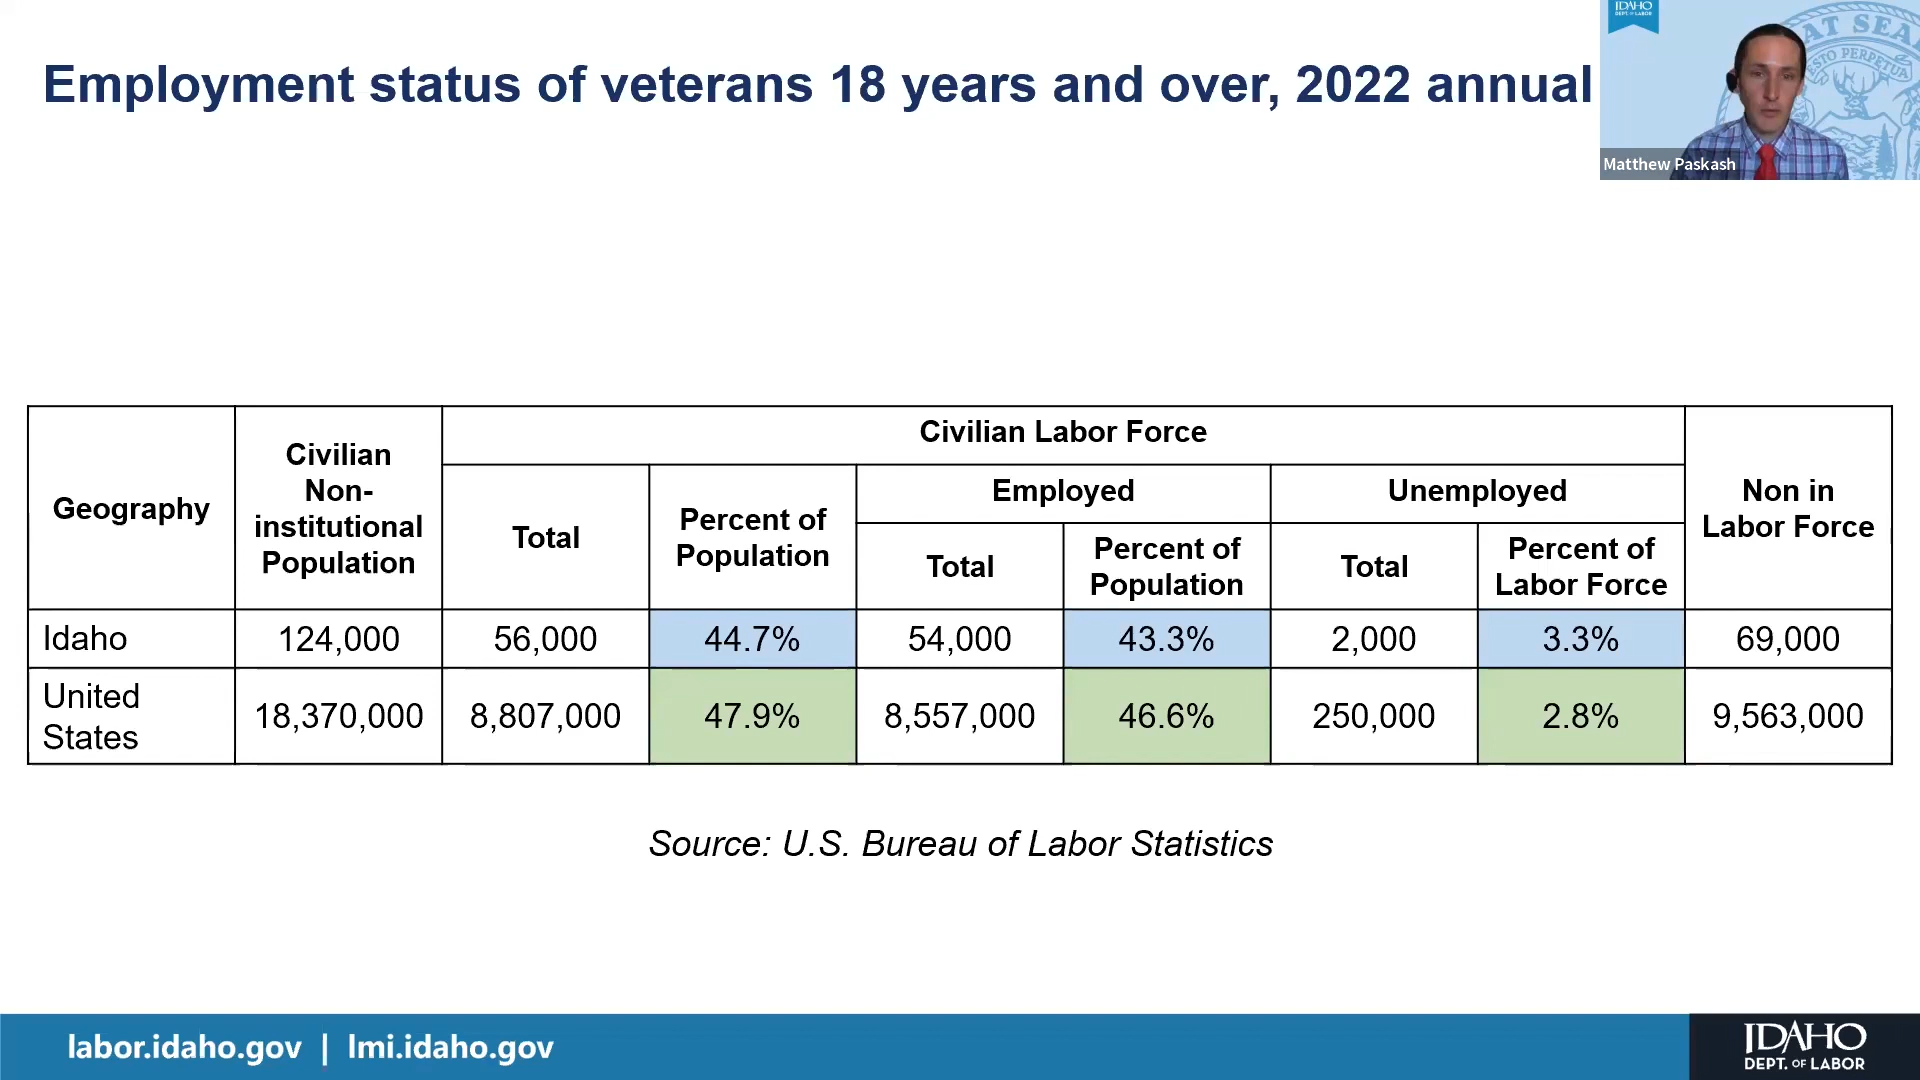 IDAHO
DEPT. OF LABOR
Employment status of veterans 18 years and over, 2022 annual
Matthew Paskash
Geography
Civilian
Non-
institutional
Population
Civilian Labor Force
Total
Percent of
Population
Employed
Total
Percent of
Population
Unemployed
Total
Percent of
Labor Force
Non in
Labor Force
Idaho
124,000
56,000
44.7%
54,000
43.3%
2,000
3.3%
69,000
United
States
18,370,000
8,807,000
47.9%
8,557,000
46.6%
250,000
2.8%
9,563,000
Source: U.S. Bureau of Labor Statistics
labor.idaho.gov | lmi.idaho.gov
IDAHO
DEPT. OF LABOR